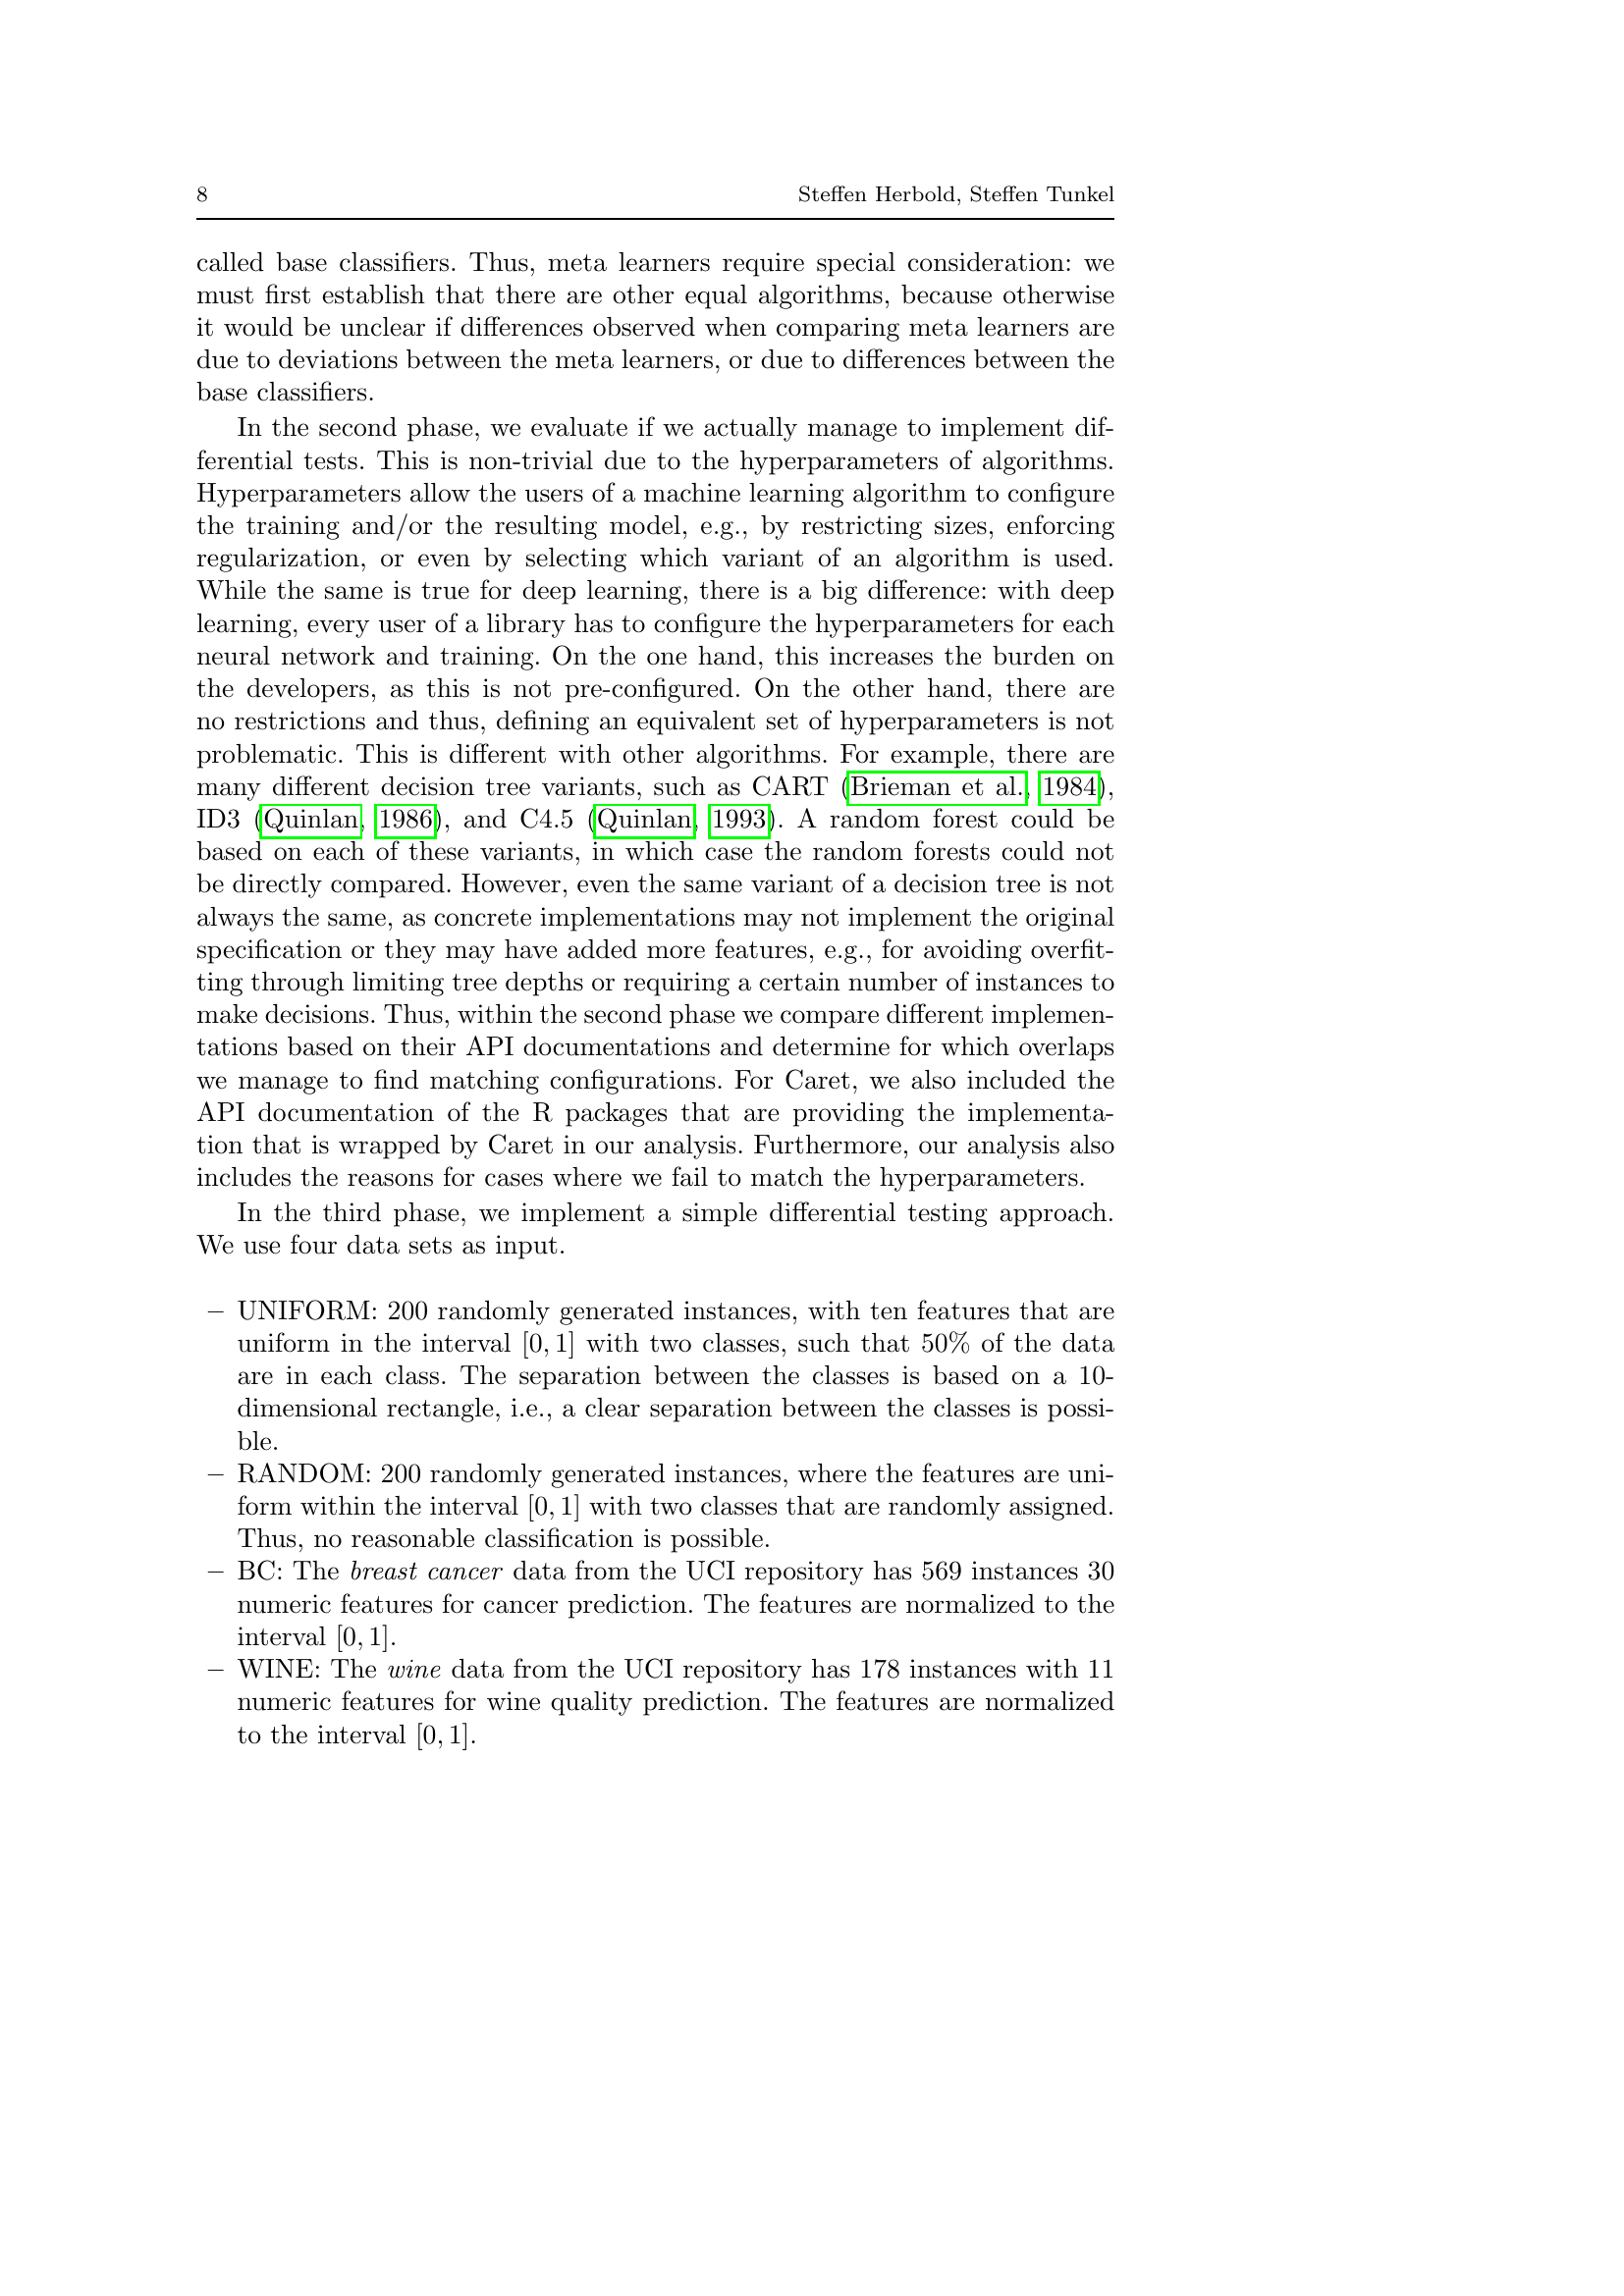 8 Steffen Herbold, Steffen Tunkel
called base classifiers. Thus, meta learners require special consideration: we
must first establish that there are other equal algorithms, because otherwise
it would be unclear if differences observed when comparing meta learners are
due to deviations between the meta learners, or due to differences between the
base classifiers.
In the second phase, we evaluate if we actually manage to implement dif-
ferential tests. This is non-trivial due to the hyperparameters of algorithms.
Hyperparameters allow the users of a machine learning algorithm to configure
the training and/or the resulting model, e.g., by restricting sizes, enforcing
regularization, or even by selecting which variant of an algorithm is used.
While the same is true for deep learning, there is a big difference: with deep
learning, every user of a library has to configure the hyperparameters for each
neural network and training. On the one hand, this increases the burden on
the developers, as this is not pre-configured. On the other hand, there are
no restrictions and thus, defining an equivalent set of hyperparameters is not
problematic. This is different with other algorithms. For example, there are
many different decision tree variants, such as CART (Brieman et al., 1984),
ID3 (Quinlan, 1986), and C4.5 (Quinlan, 1993). A random forest could be
based on each of these variants, in which case the random forests could not
be directly compared. However, even the same variant of a decision tree is not
always the same, as concrete implementations may not implement the original
specification or they may have added more features, e.g., for avoiding overfit-
ting through limiting tree depths or requiring a certain number of instances to
make decisions. Thus, within the second phase we compare different implemen-
tations based on their API documentations and determine for which overlaps
we manage to find matching configurations. For Caret, we also included the
API documentation of the R packages that are providing the implementa-
tion that is wrapped by Caret in our analysis. Furthermore, our analysis also
includes the reasons for cases where we fail to match the hyperparameters.
In the third phase, we implement a simple differential testing approach.
We use four data sets as input.
– UNIFORM: 200 randomly generated instances, with ten features that are
uniform in the interval [0, 1] with two classes, such that 50% of the data
are in each class. The separation between the classes is based on a 10-
dimensional rectangle, i.e., a clear separation between the classes is possi-
ble.
– RANDOM: 200 randomly generated instances, where the features are uni-
form within the interval [0, 1] with two classes that are randomly assigned.
Thus, no reasonable classification is possible.
– BC: The breast cancer data from the UCI repository has 569 instances 30
numeric features for cancer prediction. The features are normalized to the
interval [0, 1].
– WINE: The wine data from the UCI repository has 178 instances with 11
numeric features for wine quality prediction. The features are normalized
to the interval [0, 1].